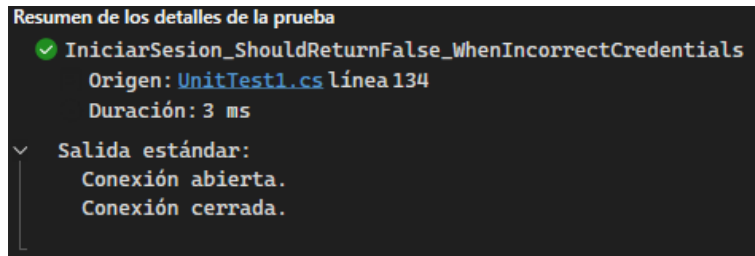 Resumen de los detalles de la prueba
IniciarSesion_ShouldReturnFalse_WhenIncorrectCredentials
Origen: UnitTest1.cs línea 134
Duración: 3 ms
Salida estándar:
Conexión abierta.
Conexión cerrada.